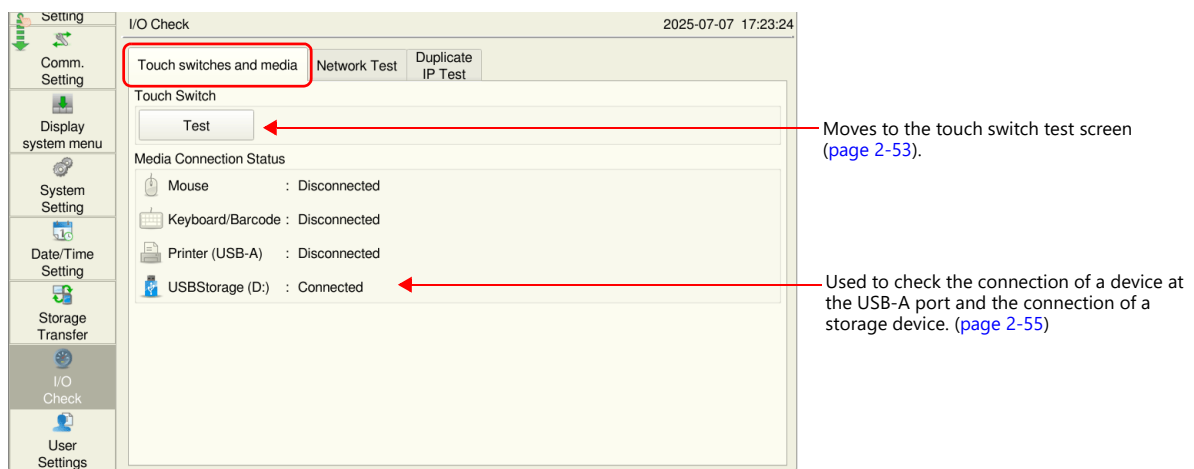 Setting
Comm.
Setting
Display
system menu
System
Setting
Date/Time
Setting
Storage
Transfer
I/O
Check
User
Settings
I/O Check
2025-07-07 17:23:24
Touch switches and media
Network Test
Duplicate
IP Test
Touch Switch
Test
Media Connection Status
Mouse : Disconnected
Keyboard/Barcode : Disconnected
Printer (USB-A) : Disconnected
USBStorage (D:) : Connected
Moves to the touch switch test screen
(page 2-53).
Used to check the connection of a device at
the USB-A port and the connection of a
storage device. (page 2-55)